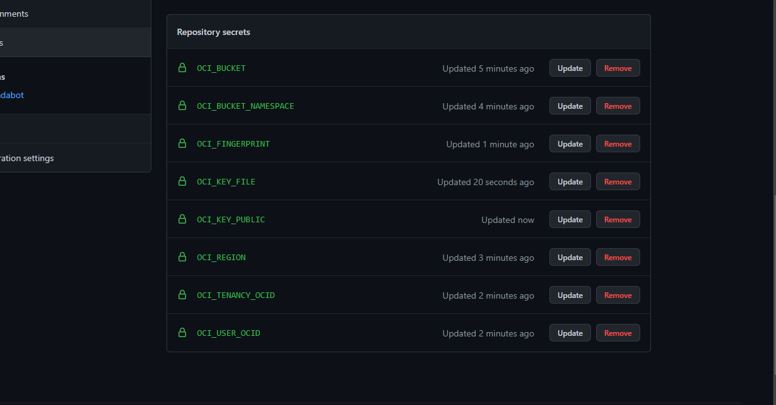 nments
s
ns
dabot
ration settings
Repository secrets
OCI_BUCKET Updated 5 minutes ago Update Remove
OCI_BUCKET_NAMESPACE Updated 4 minutes ago Update Remove
OCI_FINGERPRINT Updated 1 minute ago Update Remove
OCI_KEY_FILE Updated 20 seconds ago Update Remove
OCI_KEY_PUBLIC Updated now Update Remove
OCI_REGION Updated 3 minutes ago Update Remove
OCI_TENANCY_OCID Updated 2 minutes ago Update Remove
OCI_USER_OCID Updated 2 minutes ago Update Remove